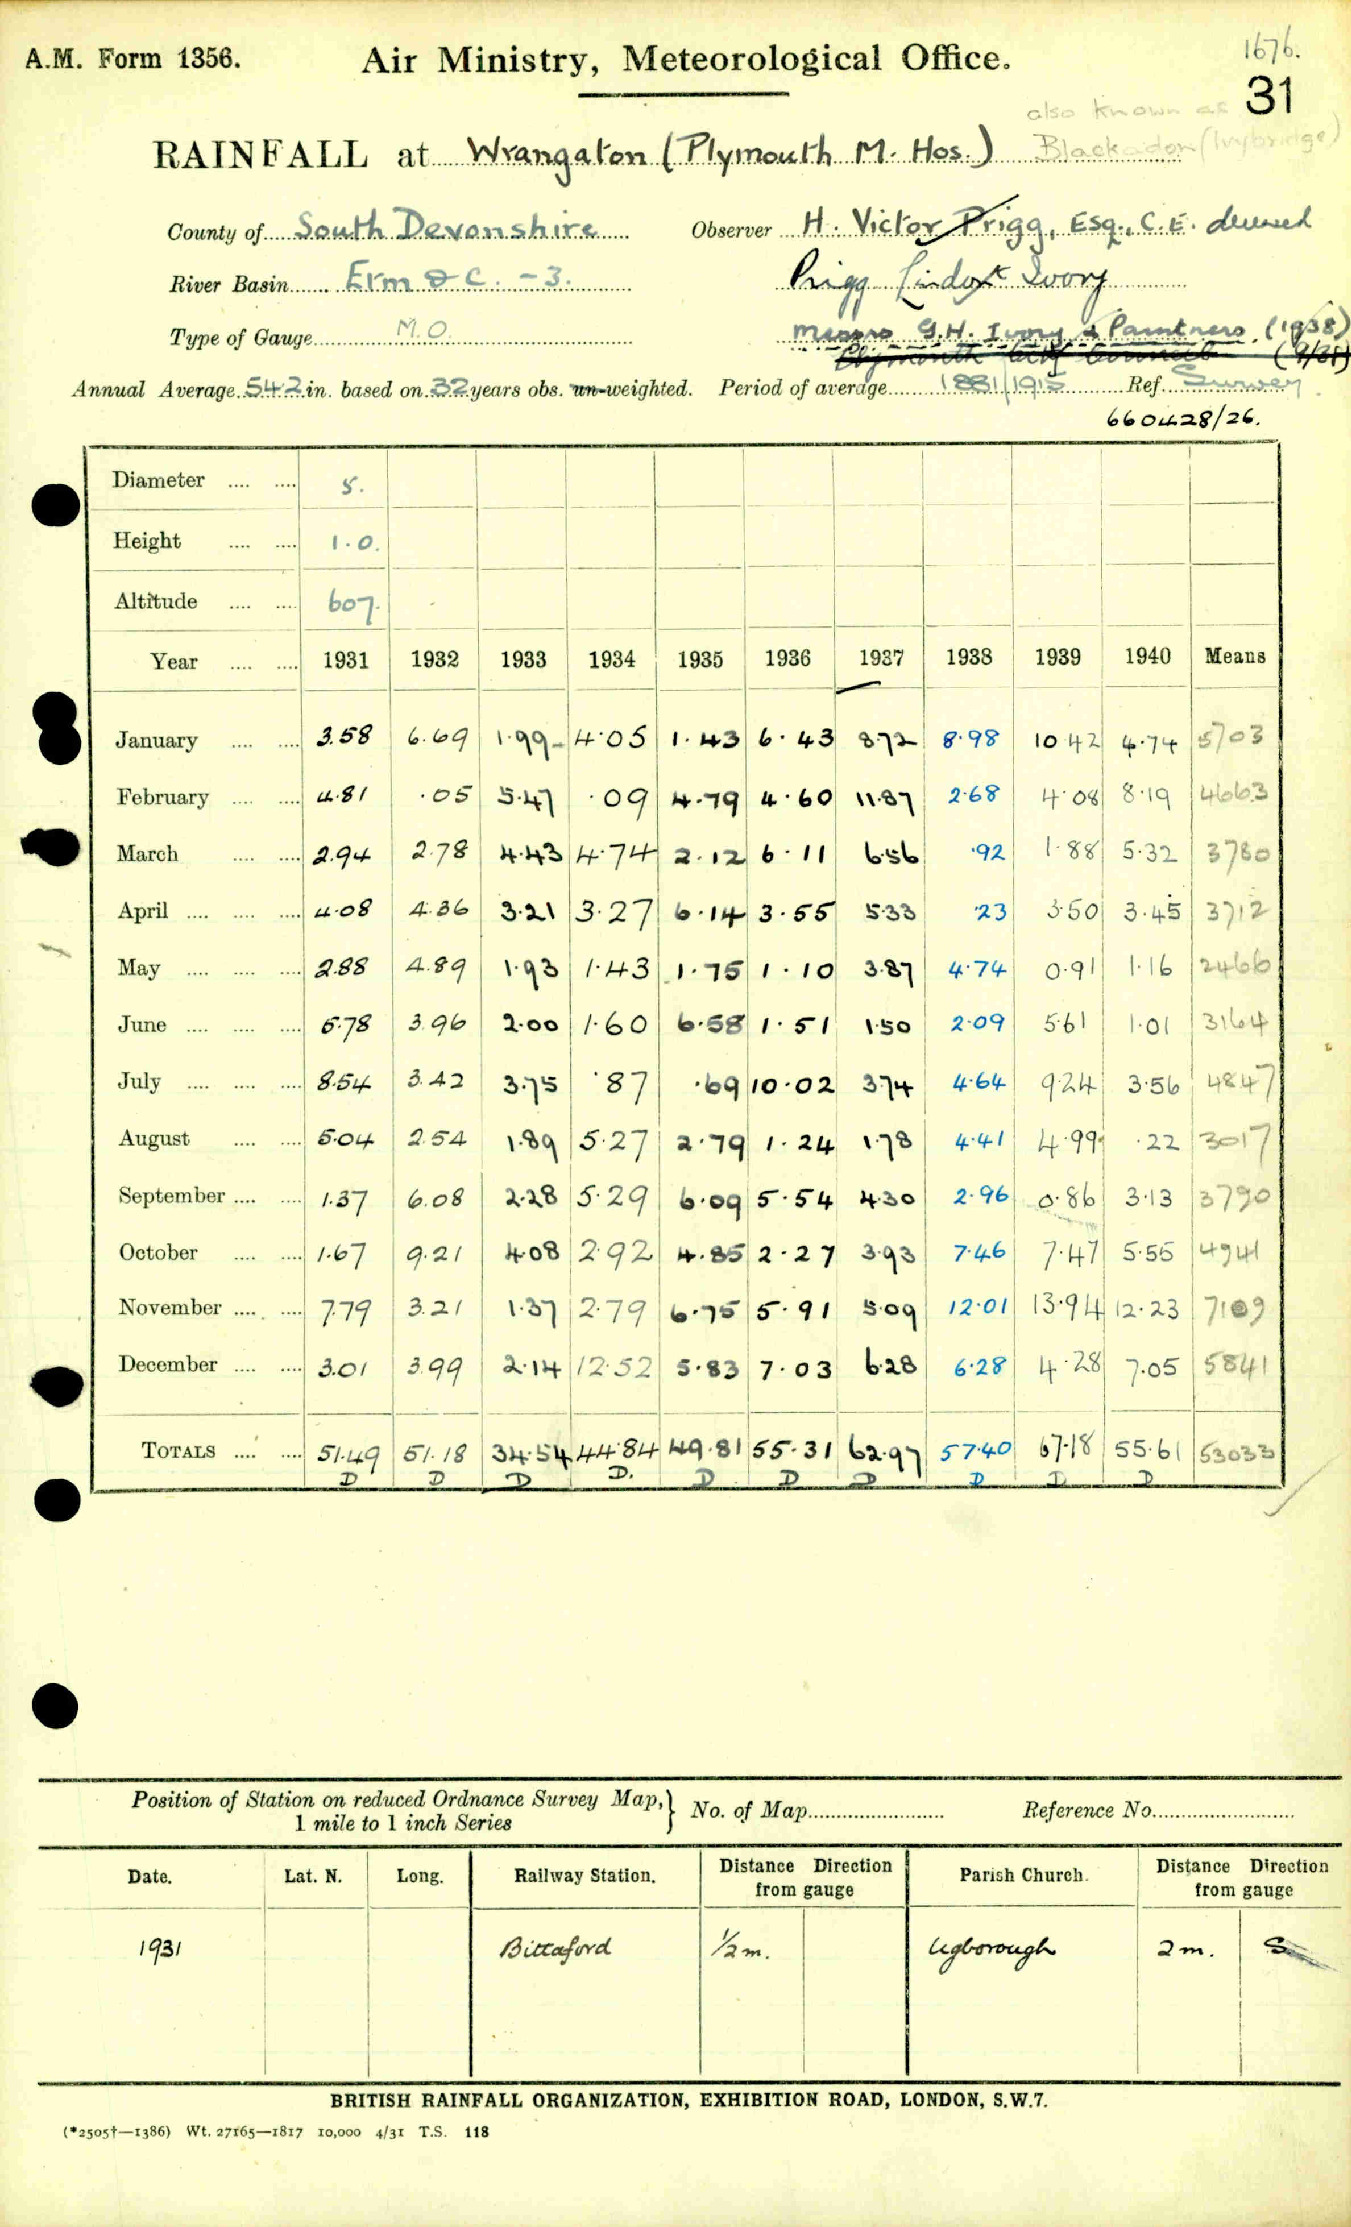 1676.
A.M. Form 1356. Air Ministry, Meteorological Office. 31
also known as
RAINFALL at Wrangaton (Plymouth M. Hos.) Blackadon (Ivybridge)
County of South Devonshire Observer H. Victor Prigg, Esq., C.E. deceased
River Basin Erm & C. - 3. Prigg Lindox Ivory
Type of Gauge M.O. Messrs G.H. Ivory & Partners. (1938)
Plymouth City Council (9/31)
Annual Average 54.2 in. based on 32 years obs. un-weighted. Period of average 1881/1915 Ref. Survey
660428/26.
Diameter .... .... 5.
Height .... .... 1.0.
Altitude .... .... 607.
Year .... .... 1931 1932 1933 1934 1935 1936 1937 1938 1939 1940 Means
January .... .... 3.58 6.69 1.99 4.05 1.43 6.43 8.72 8.98 10.42 4.74 5703
February .... .... 4.81 .05 5.47 .09 4.79 4.60 11.87 2.68 4.08 8.19 4663
March .... .... 2.94 2.78 4.43 4.74 2.12 6.11 6.56 .92 1.88 5.32 3780
April .... .... .... 4.08 4.36 3.21 3.27 6.14 3.55 5.33 .23 3.50 3.45 3712
May .... .... .... 2.88 4.89 1.93 1.43 1.75 1.10 3.87 4.74 0.91 1.16 2466
June .... .... .... 5.78 3.96 2.00 1.60 6.58 1.51 1.50 2.09 5.61 1.01 3164
July .... .... .... 8.54 3.42 3.75 .87 .69 10.02 3.74 4.64 9.24 3.56 4847
August .... .... 5.04 2.54 1.89 5.27 2.79 1.24 1.78 4.41 4.99 .22 3017
September .... .... 1.37 6.08 2.28 5.29 6.09 5.54 4.30 2.96 0.86 3.13 3790
October .... .... 1.67 9.21 4.08 2.92 4.85 2.27 3.93 7.46 7.47 5.55 4941
November .... .... 7.79 3.21 1.37 2.79 6.75 5.91 5.09 12.01 13.94 12.23 7109
December .... .... 3.01 3.99 2.14 12.52 5.83 7.03 6.28 6.28 4.28 7.05 5841
TOTALS .... .... 51.49 51.18 34.54 44.84 49.81 55.31 62.97 57.40 67.18 55.61 53033
D D D D. D D D D D D
Position of Station on reduced Ordnance Survey Map, } No. of Map Reference No.
1 mile to 1 inch Series
Date. Lat. N. Long. Railway Station. Distance Direction from gauge Parish Church. Distance Direction from gauge
1931 Bittaford 1/2 m. Ugborough 2 m. S
BRITISH RAINFALL ORGANIZATION, EXHIBITION ROAD, LONDON, S.W.7.
(*2505†—1386) Wt. 27165—1817 10,000 4/31 T.S. 118